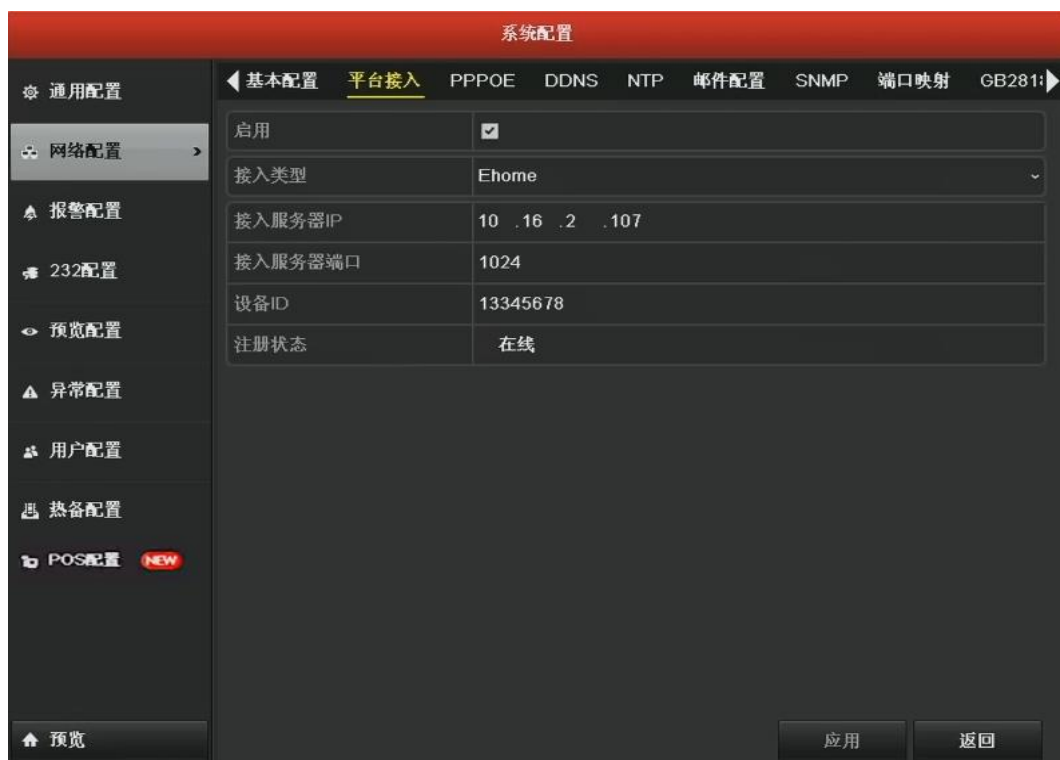 系统配置
通用配置
网络配置
报警配置
232配置
预览配置
异常配置
用户配置
热备配置
POS配置 NEW
预览
基本配置 平台接入 PPPOE DDNS NTP 邮件配置 SNMP 端口映射 GB2818
启用
接入类型 Ehome
接入服务器IP 10 .16 .2 .107
接入服务器端口 1024
设备ID 13345678
注册状态 在线
应用 返回